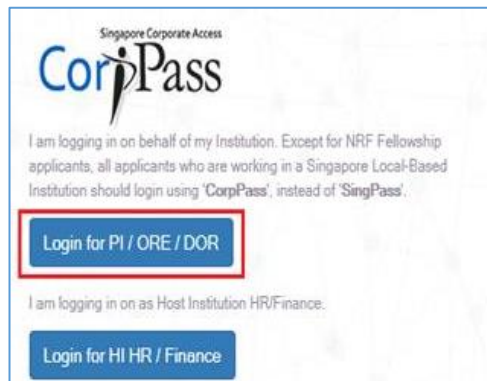 Singapore Corporate Access
CorpPass
I am logging in on behalf of my Institution. Except for NRF Fellowship
applicants, all applicants who are working in a Singapore Local-Based
Institution should login using 'CorpPass', instead of 'SingPass'.
Login for PI / ORE / DOR
I am logging in on as Host Institution HR/Finance.
Login for HI HR / Finance